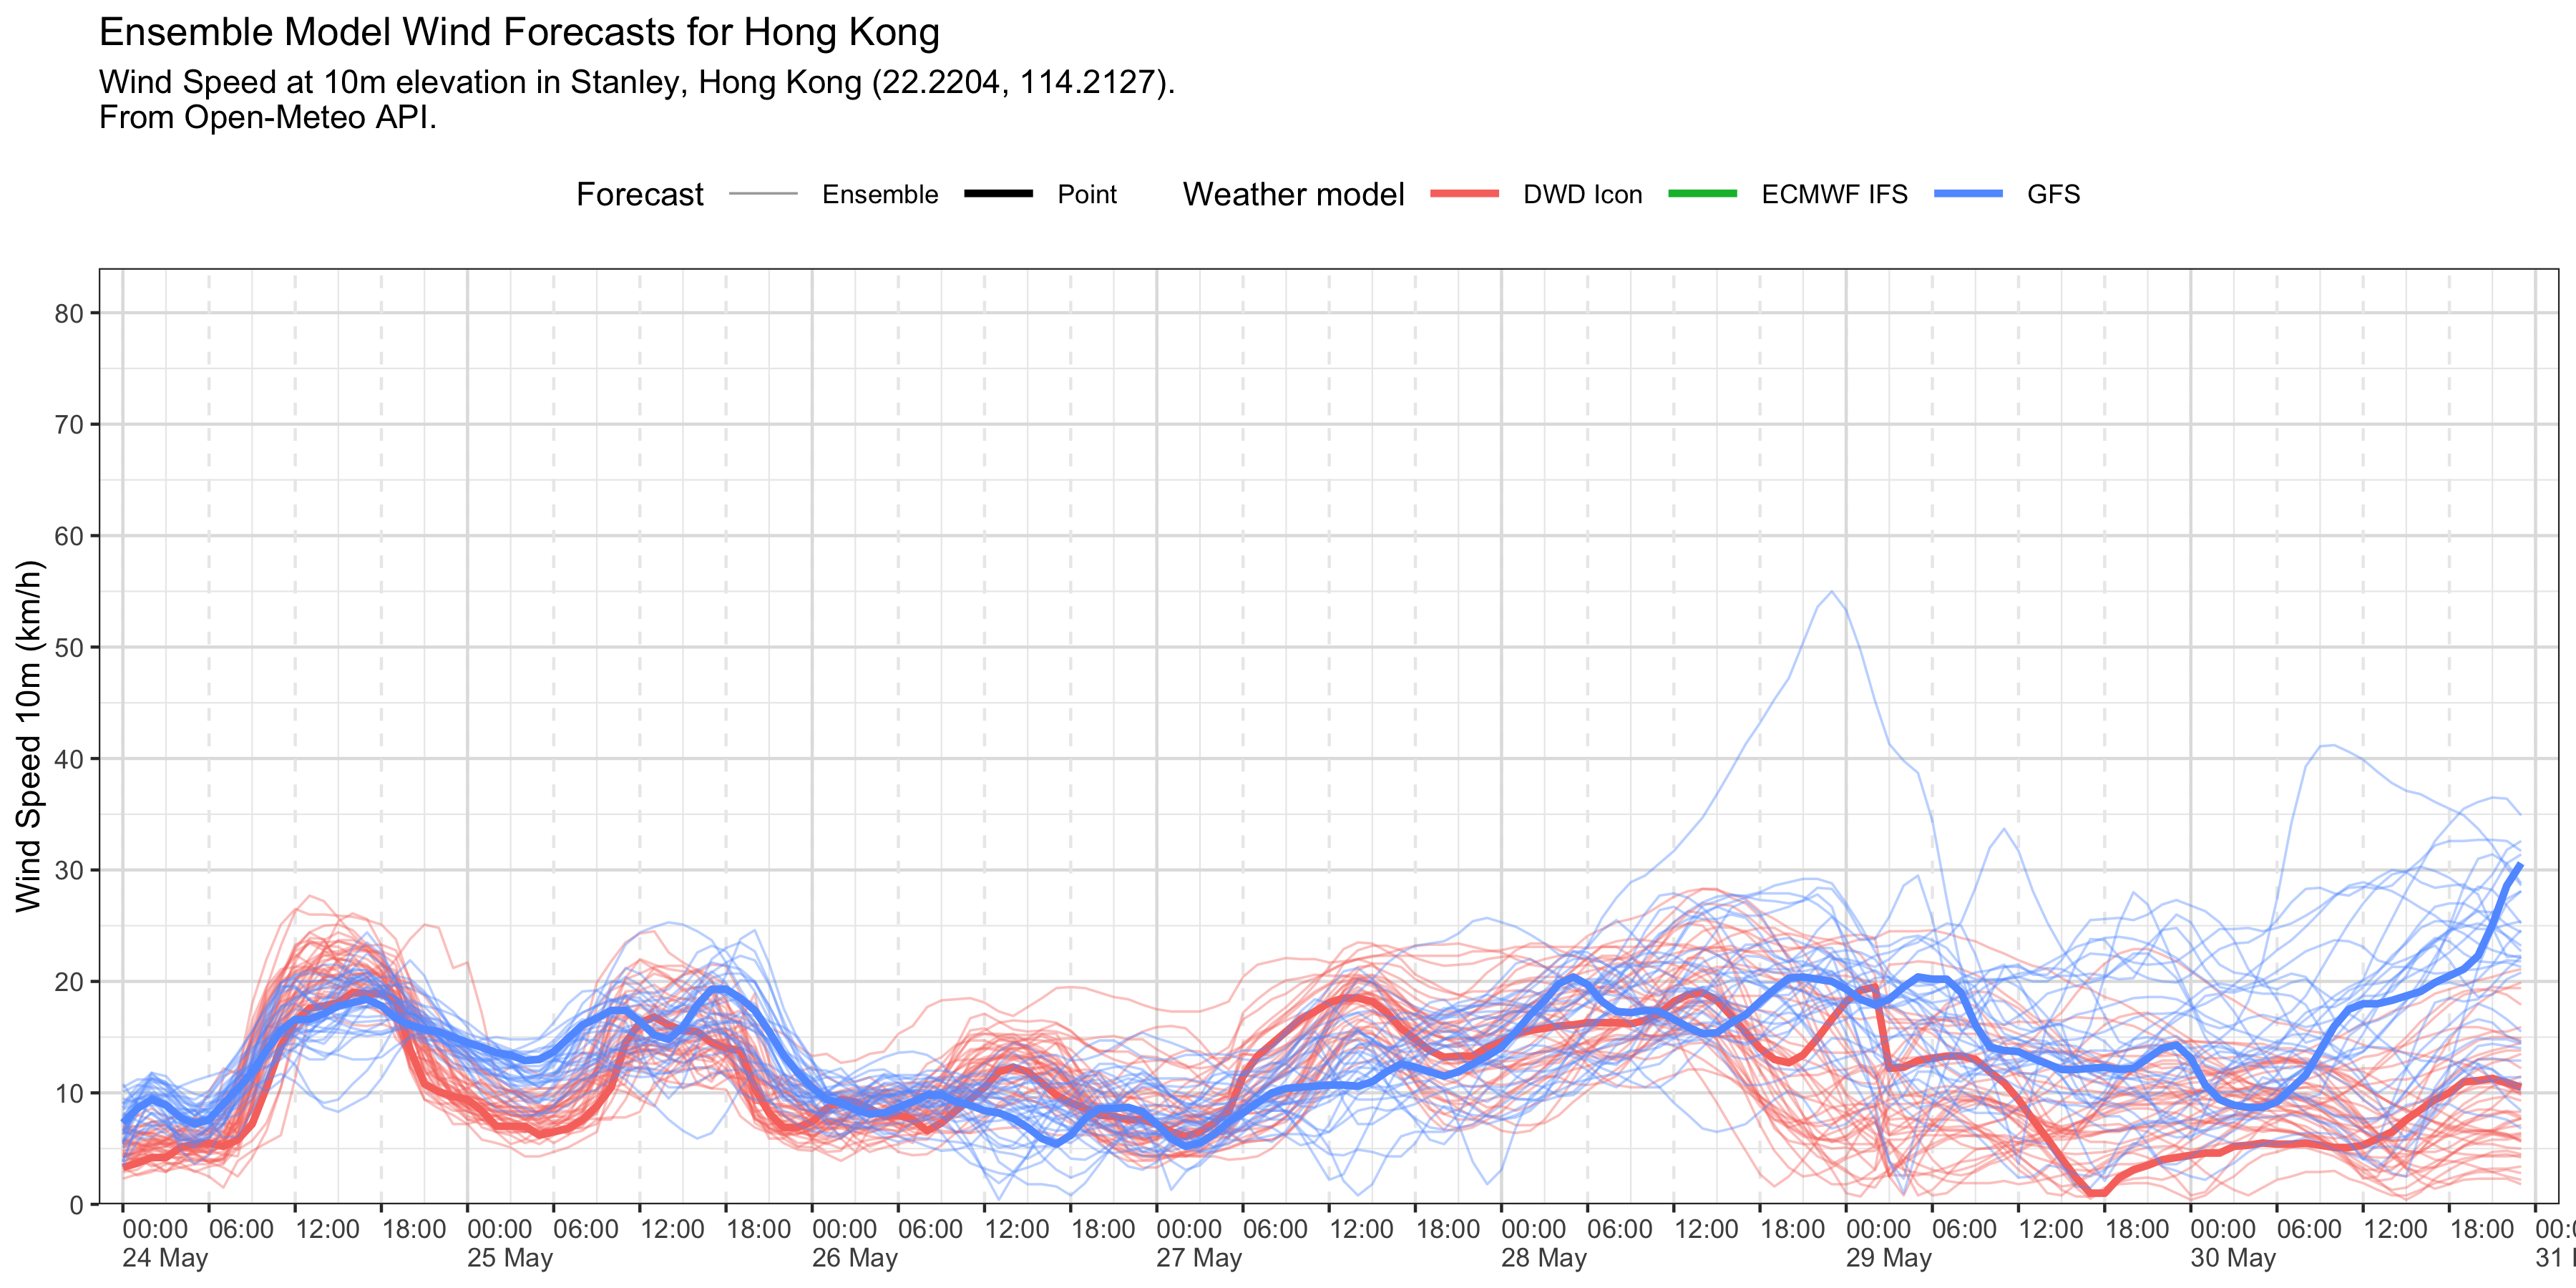 Ensemble Model Wind Forecasts for Hong Kong
Wind Speed at 10m elevation in Stanley, Hong Kong (22.2204, 114.2127).
From Open-Meteo API.
Forecast Ensemble Point Weather model DWD Icon ECMWF IFS GFS
Wind Speed 10m (km/h)
80
70
60
50
40
30
20
10
0
00:00 06:00 12:00 18:00 00:00 06:00 12:00 18:00 00:00 06:00 12:00 18:00 00:00 06:00 12:00 18:00 00:00 06:00 12:00 18:00 00:00 06:00 12:00 18:00 00:00 06:00 12:00 18:00
24 May 25 May 26 May 27 May 28 May 29 May 30 May 31